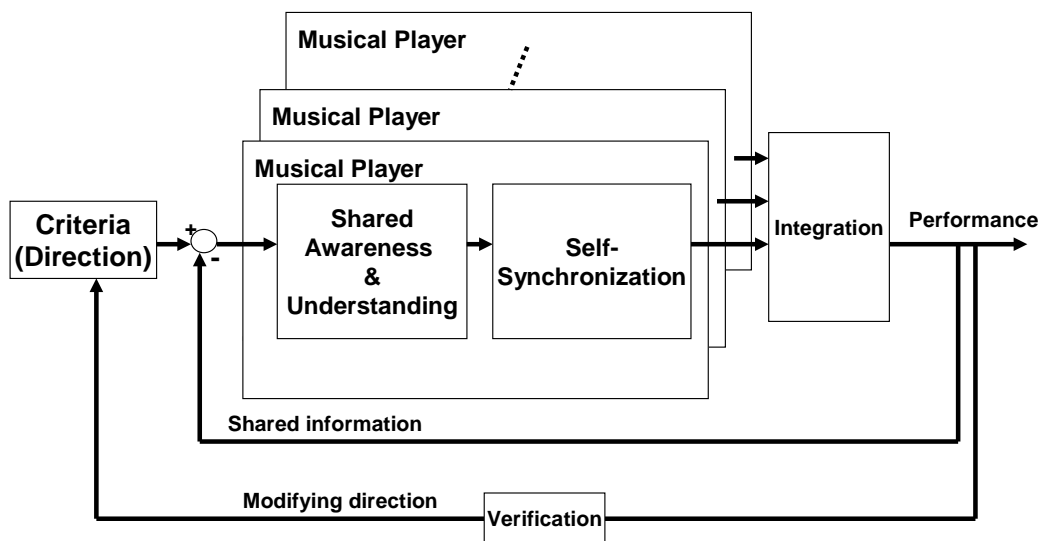 Musical Player
Musical Player
Musical Player
Criteria
(Direction)
+
-
Shared
Awareness
&
Understanding
Self-
Synchronization
Integration
Performance
Shared information
Modifying direction
Verification